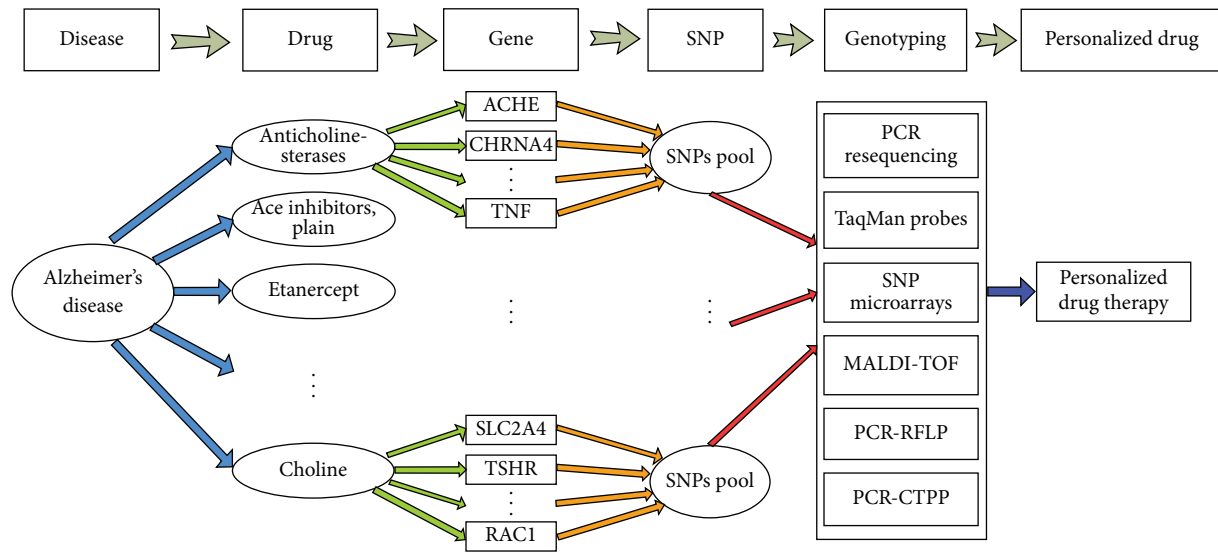 Disease
Drug
Gene
SNP
Genotyping
Personalized drug
Alzheimer's
disease
Anticholine-
sterases
Ace inhibitors,
plain
Etanercept
Choline
ACHE
CHRNA4
TNF
SLC2A4
TSHR
RAC1
SNPs pool
SNPs pool
PCR
resequencing
TaqMan probes
SNP
microarrays
MALDI-TOF
PCR-RFLP
PCR-CTPP
Personalized
drug therapy